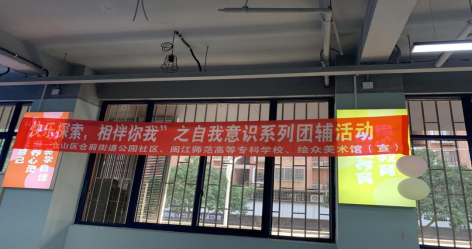 快乐探索，相伴你我”之自我意识系列团辅活动
仓山区仓前街道公园社区、闽江师范高等专科学校、绘众美术馆（宣）